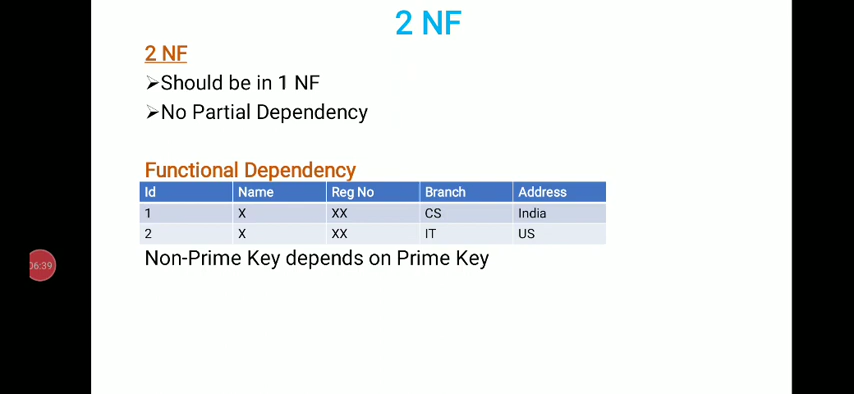 2 NF
2 NF
➢Should be in 1 NF
➢No Partial Dependency
Functional Dependency
Id Name Reg No Branch Address
1 X XX CS India
2 X XX IT US
06:39
Non-Prime Key depends on Prime Key